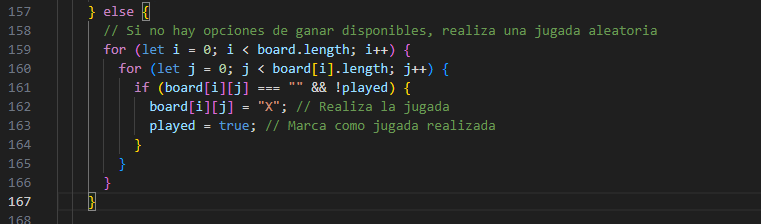 157 } else {
158 // Si no hay opciones de ganar disponibles, realiza una jugada aleatoria
159 for (let i = 0; i < board.length; i++) {
160 for (let j = 0; j < board[i].length; j++) {
161 if (board[i][j] === "" && !played) {
162 board[i][j] = "X"; // Realiza la jugada
163 played = true; // Marca como jugada realizada
164 }
165 }
166 }
167 }
168